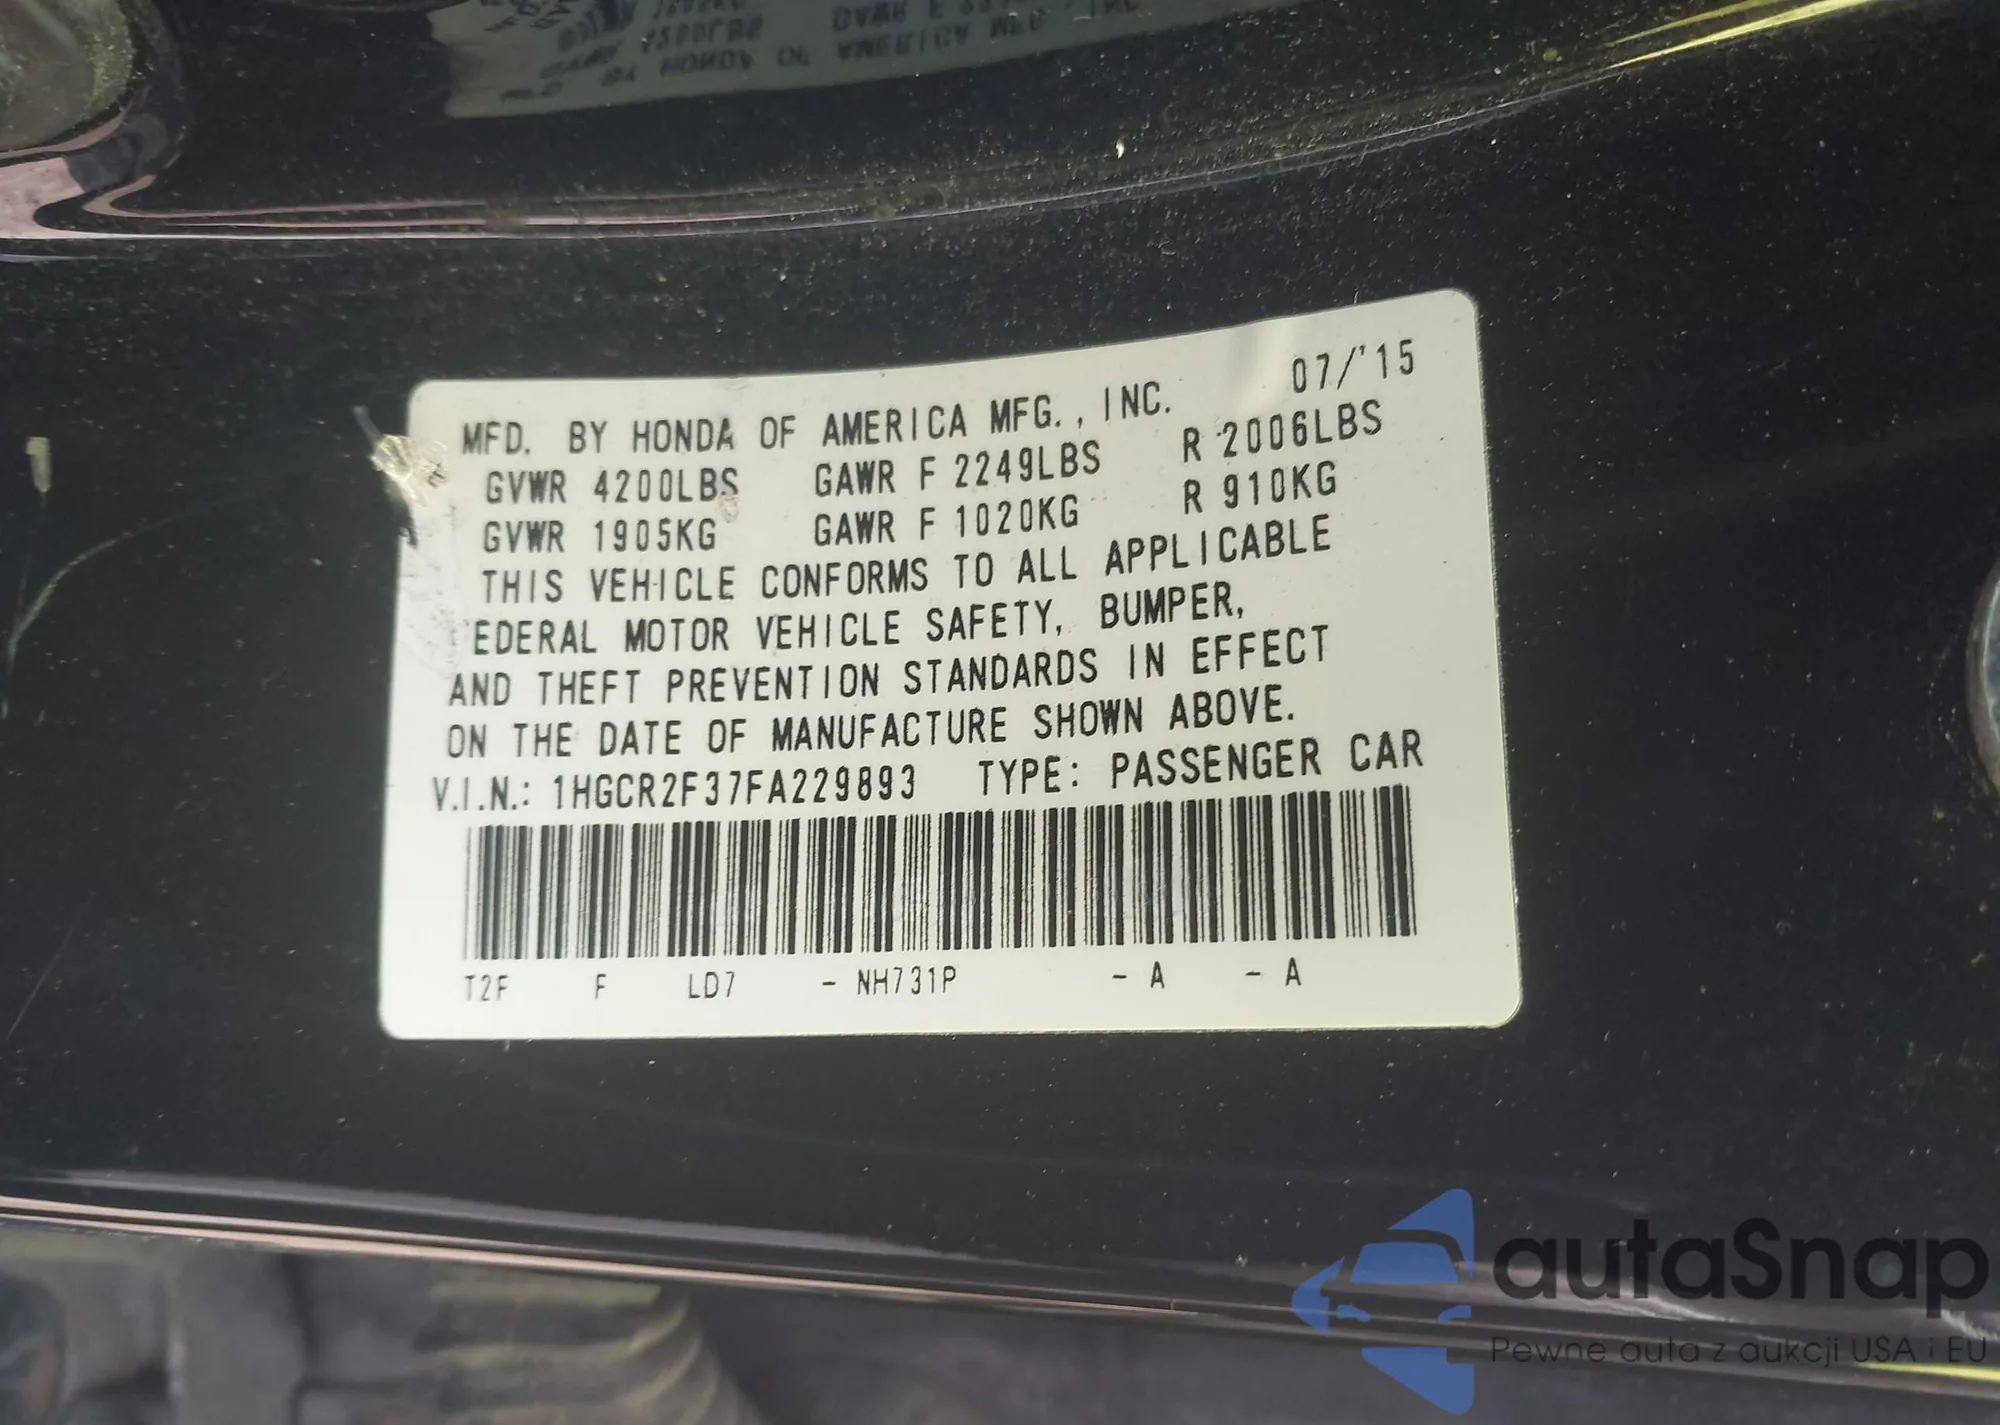 MFD. BY HONDA OF AMERICA MFG., INC. 07/'15
GVWR 4200LBS GAWR F 2249LBS R 2006LBS
GVWR 1905KG GAWR F 1020KG R 910KG
THIS VEHICLE CONFORMS TO ALL APPLICABLE
EDERAL MOTOR VEHICLE SAFETY, BUMPER,
AND THEFT PREVENTION STANDARDS IN EFFECT
ON THE DATE OF MANUFACTURE SHOWN ABOVE.
V.I.N.: 1HGCR2F37FA229893 TYPE: PASSENGER CAR
T2F F LD7 - NH731P - A - A
autaSnap
Pewne auta z aukcji USA i EU